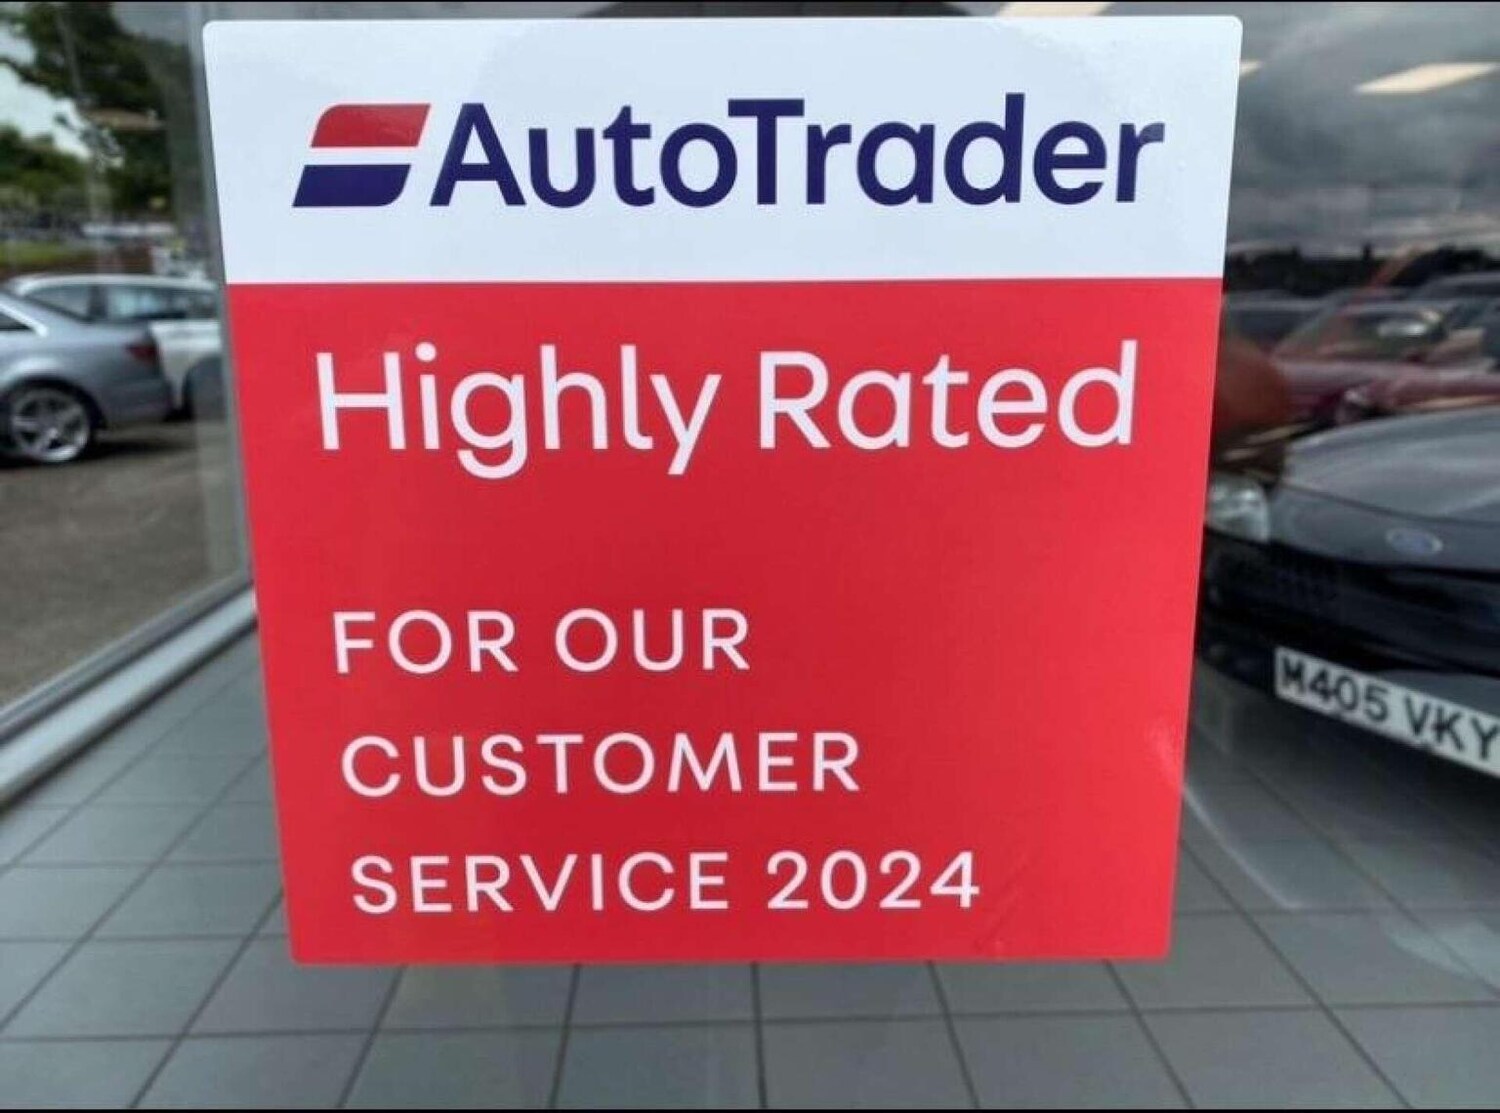 AutoTrader
Highly Rated
FOR OUR
CUSTOMER
SERVICE 2024
M405 VKY